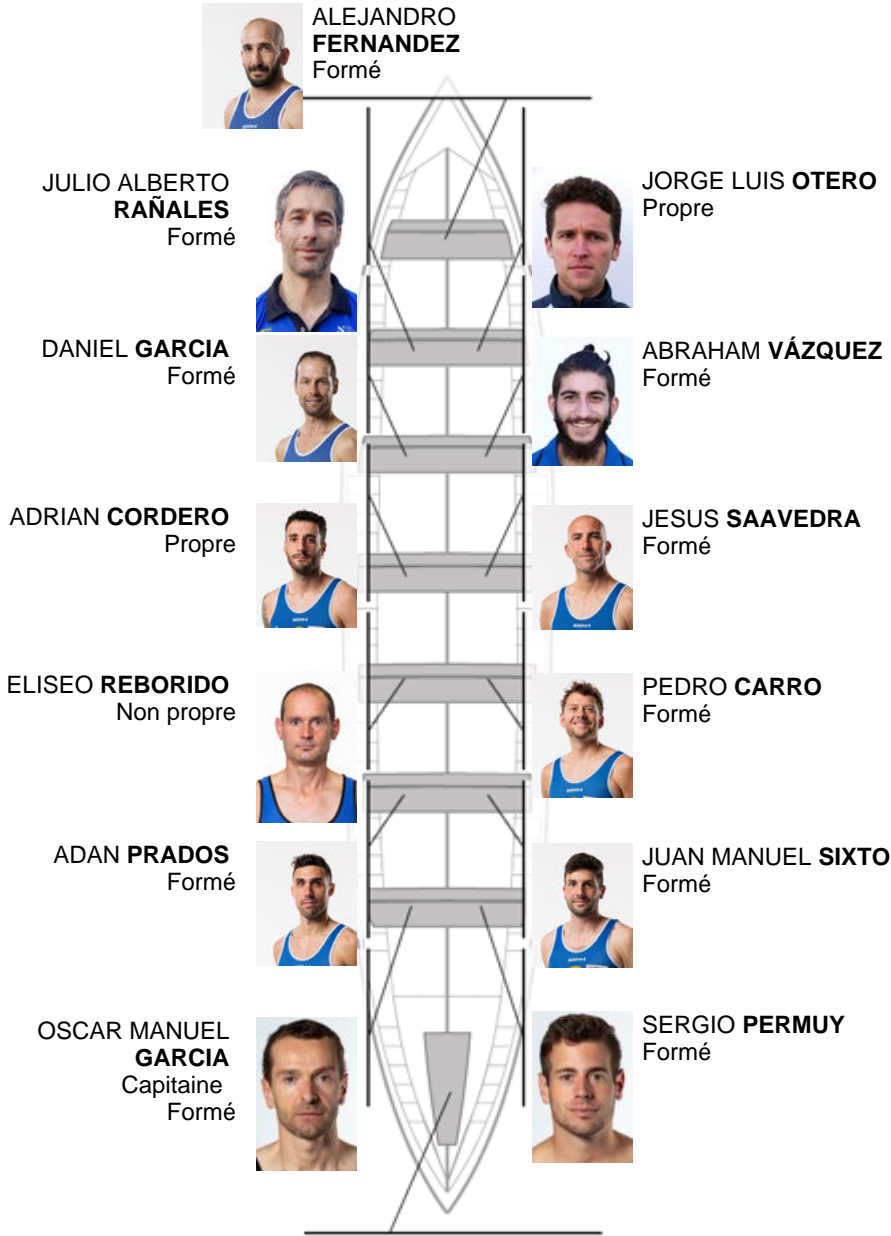 ALEJANDRO
FERNANDEZ
Formé
JULIO ALBERTO
RAÑALES
Formé
JORGE LUIS OTERO
Propre
DANIEL GARCIA
Formé
ABRAHAM VÁZQUEZ
Formé
ADRIAN CORDERO
Propre
JESUS SAAVEDRA
Formé
ELISEO REBORIDO
Non propre
PEDRO CARRO
Formé
ADAN PRADOS
Formé
JUAN MANUEL SIXTO
Formé
OSCAR MANUEL
GARCIA
Capitaine
Formé
SERGIO PERMUY
Formé